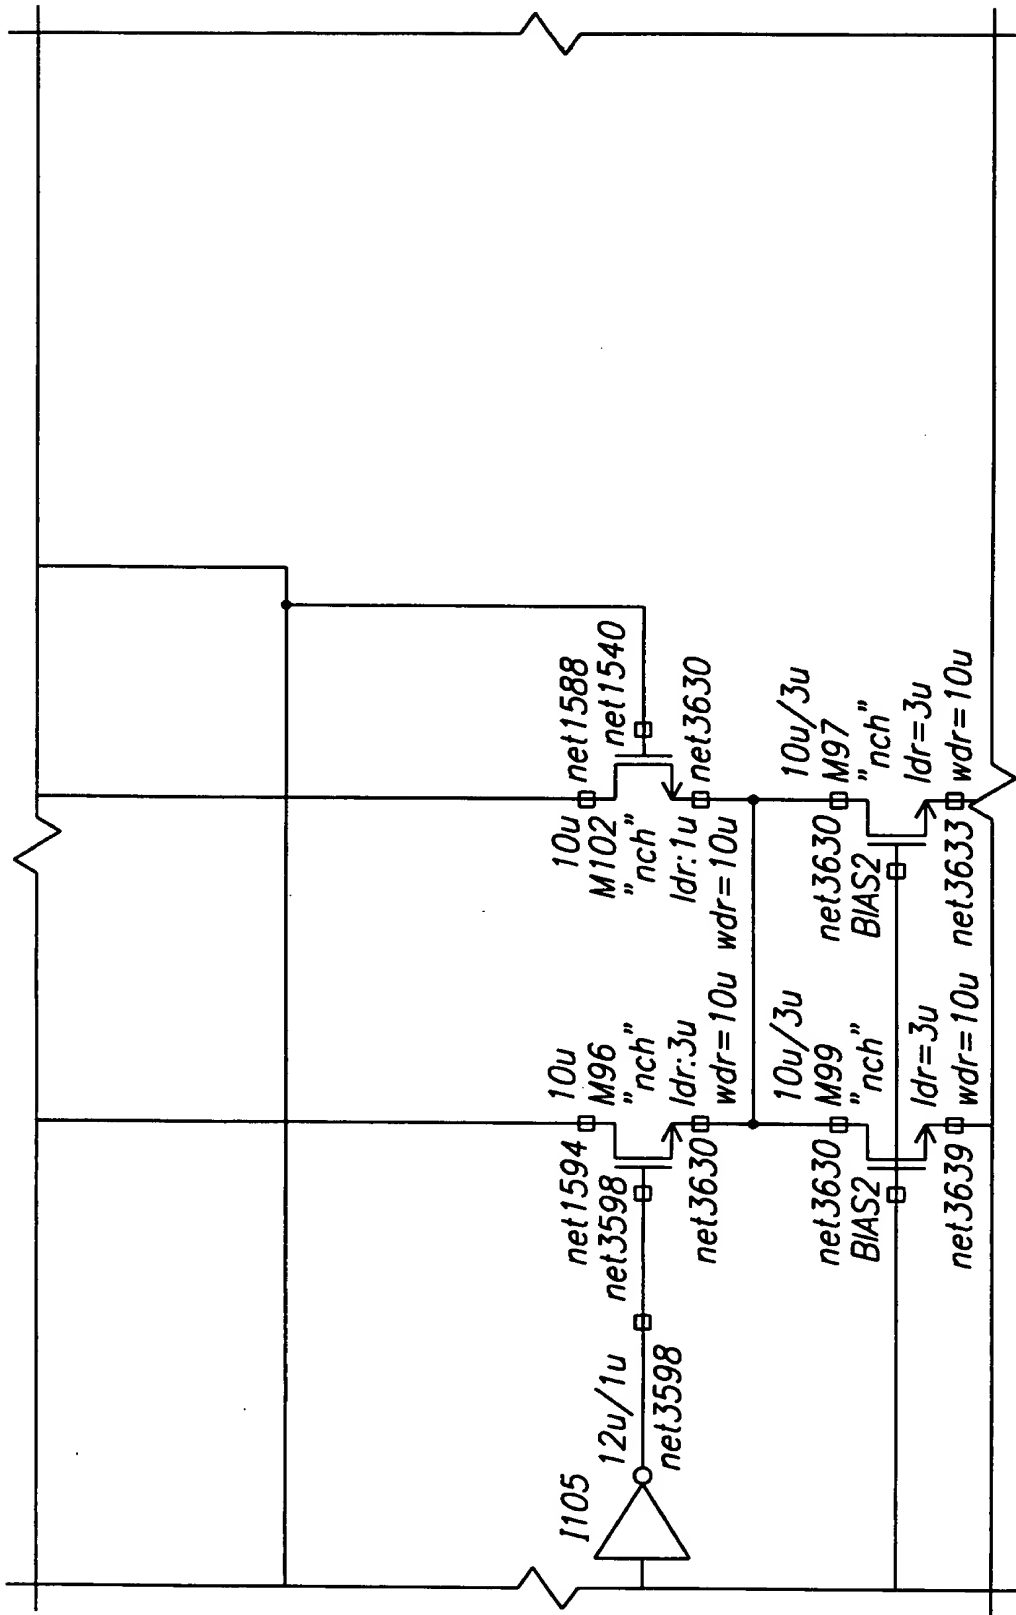 I105
12u/1u
net3598
net1594
net3598
10u
M96
"nch"
ldr:3u
wdr=10u
net3630
10u
M102
"nch"
ldr:1u
wdr=10u
net1588
net1540
net3630
net3630
BIAS2
10u/3u
M99
"nch"
ldr=3u
wdr=10u
net3639
net3630
BIAS2
10u/3u
M97
"nch"
ldr=3u
wdr=10u
net3633